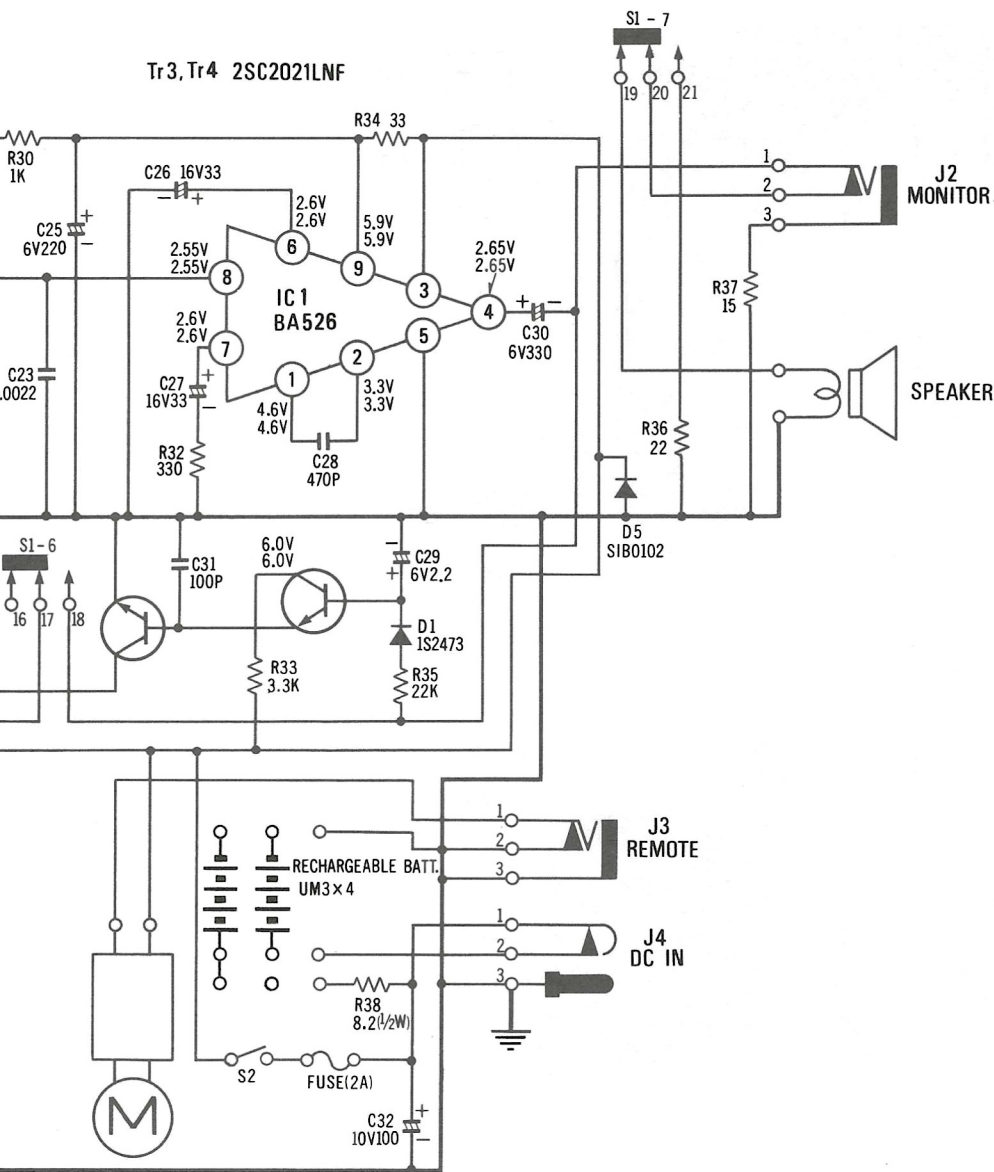 S1 - 7
Tr3, Tr4 2SC2021LNF
19
20
21
R34 33
R30
1K
C26 16V33
- +
1
2
3
J2
MONITOR
C25
6V220
+
-
2.6V
2.6V
5.9V
5.9V
2.55V
2.55V
6
9
8
3
4
5
7
2
1
2.65V
2.65V
IC1
BA526
+ -
C30
6V330
R37
15
2.6V
2.6V
C23
.0022
C27
16V33
+
-
4.6V
4.6V
3.3V
3.3V
C28
470P
SPEAKER
R32
330
R36
22
D5
SIB0102
S1-6
16
17
18
C31
100P
6.0V
6.0V
-
+
C29
6V2.2
D1
1S2473
R33
3.3K
R35
22K
1
2
3
J3
REMOTE
RECHARGEABLE BATT.
UM3×4
1
2
3
J4
DC IN
R38
8.2(1/2W)
S2
FUSE(2A)
M
C32
10V100
+
-